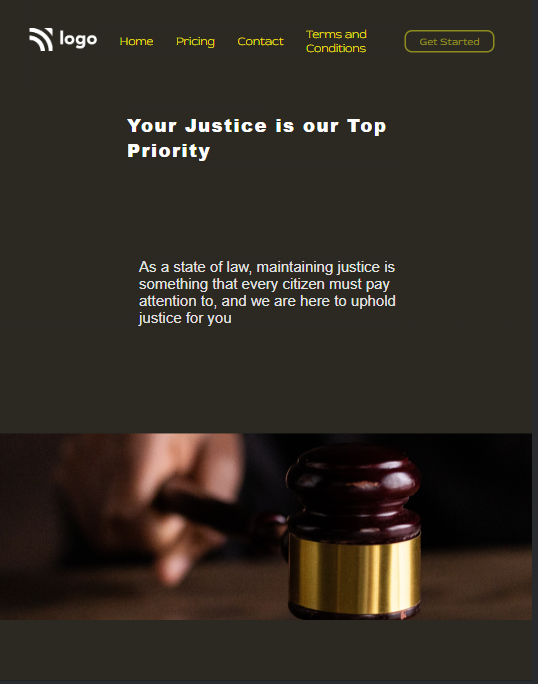 logo
Home
Pricing
Contact
Terms and
Conditions
Get Started
Your Justice is our Top
Priority
As a state of law, maintaining justice is
something that every citizen must pay
attention to, and we are here to uphold
justice for you